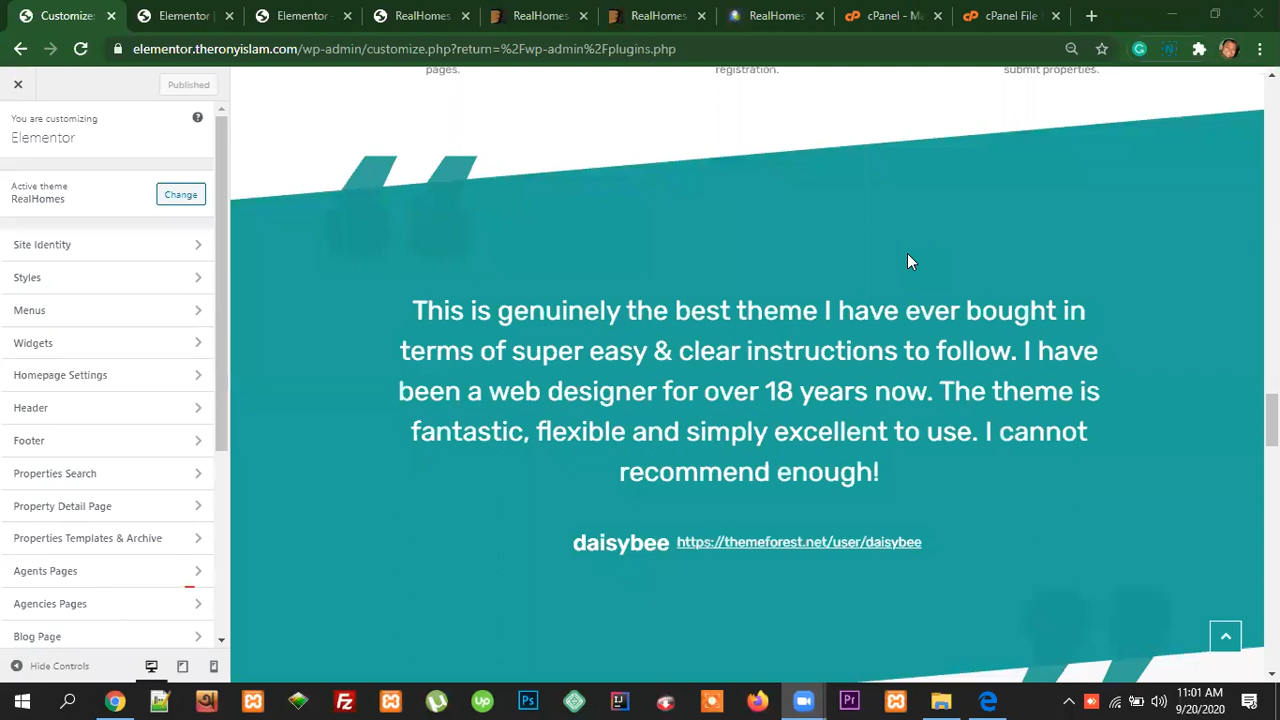 Customize
Elementor
Elementor -
RealHomes
RealHomes
RealHomes
RealHomes
cPanel - M
cPanel File
elementor.theronyislam.com/wp-admin/customize.php?return=%2Fwp-admin%2Fplugins.php
Published
pages.
registration.
submit properties.
You are customizing
Elementor
Active theme
RealHomes
Change
Site Identity
Styles
Menus
Widgets
Homepage Settings
Header
Footer
Properties Search
Property Detail Page
Properties Templates & Archive
Agents Pages
Agencies Pages
Blog Page
Hide Controls
This is genuinely the best theme I have ever bought in
terms of super easy & clear instructions to follow. I have
been a web designer for over 18 years now. The theme is
fantastic, flexible and simply excellent to use. I cannot
recommend enough!
daisybee https://themeforest.net/user/daisybee
11:01 AM
9/20/2020